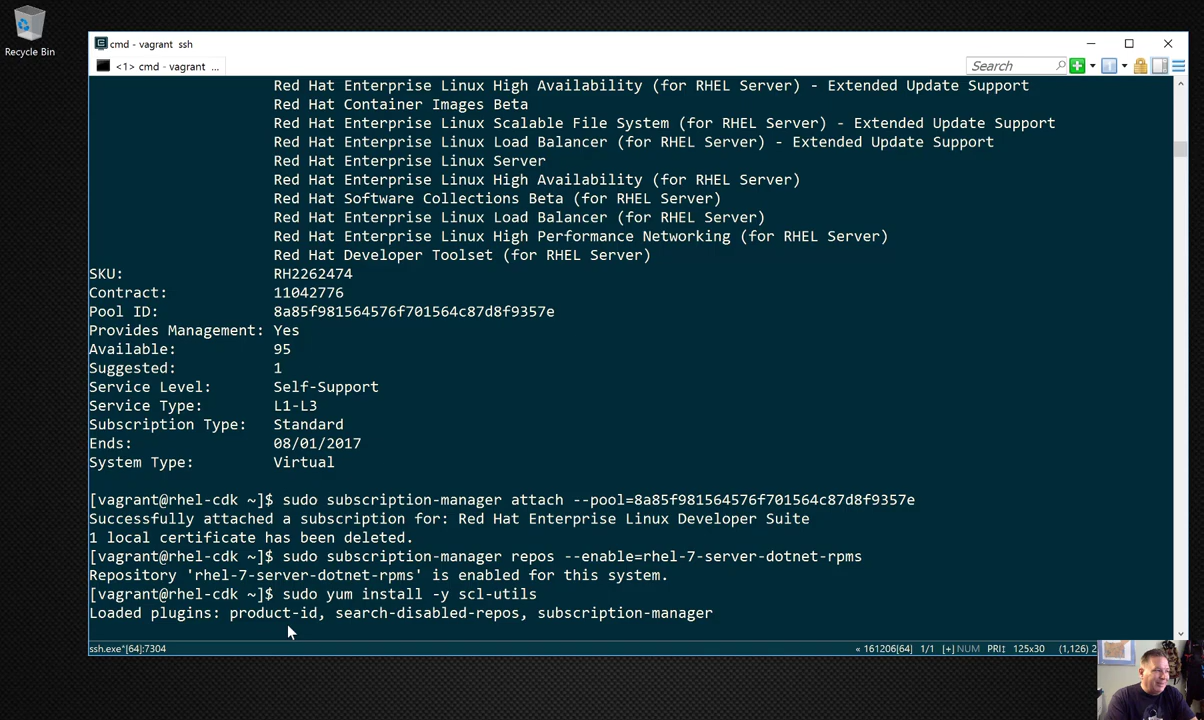 Recycle Bin
cmd - vagrant ssh
<1> cmd - vagrant ...
Search
Red Hat Enterprise Linux High Availability (for RHEL Server) - Extended Update Support
Red Hat Container Images Beta
Red Hat Enterprise Linux Scalable File System (for RHEL Server) - Extended Update Support
Red Hat Enterprise Linux Load Balancer (for RHEL Server) - Extended Update Support
Red Hat Enterprise Linux Server
Red Hat Enterprise Linux High Availability (for RHEL Server)
Red Hat Software Collections Beta (for RHEL Server)
Red Hat Enterprise Linux Load Balancer (for RHEL Server)
Red Hat Enterprise Linux High Performance Networking (for RHEL Server)
Red Hat Developer Toolset (for RHEL Server)
SKU: RH2262474
Contract: 11042776
Pool ID: 8a85f981564576f701564c87d8f9357e
Provides Management: Yes
Available: 95
Suggested: 1
Service Level: Self-Support
Service Type: L1-L3
Subscription Type: Standard
Ends: 08/01/2017
System Type: Virtual
[vagrant@rhel-cdk ~]$ sudo subscription-manager attach --pool=8a85f981564576f701564c87d8f9357e
Successfully attached a subscription for: Red Hat Enterprise Linux Developer Suite
1 local certificate has been deleted.
[vagrant@rhel-cdk ~]$ sudo subscription-manager repos --enable=rhel-7-server-dotnet-rpms
Repository 'rhel-7-server-dotnet-rpms' is enabled for this system.
[vagrant@rhel-cdk ~]$ sudo yum install -y scl-utils
Loaded plugins: product-id, search-disabled-repos, subscription-manager
ssh.exe*[64]:7304 « 161206[64] 1/1 [+] NUM PRI↕ 125x30 (1,126) 2